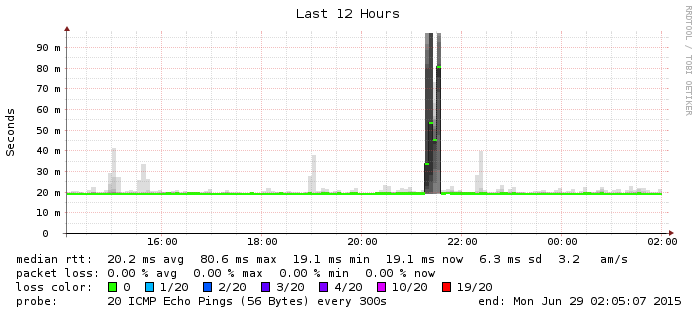 Last 12 Hours
RRDTOOL / TOBI OETIKER
Seconds
90 m
80 m
70 m
60 m
50 m
40 m
30 m
20 m
10 m
0
16:00 18:00 20:00 22:00 00:00 02:00
median rtt: 20.2 ms avg 80.6 ms max 19.1 ms min 19.1 ms now 6.3 ms sd 3.2 am/s
packet loss: 0.00 % avg 0.00 % max 0.00 % min 0.00 % now
loss color: 0 1/20 2/20 3/20 4/20 10/20 19/20
probe: 20 ICMP Echo Pings (56 Bytes) every 300s end: Mon Jun 29 02:05:07 2015